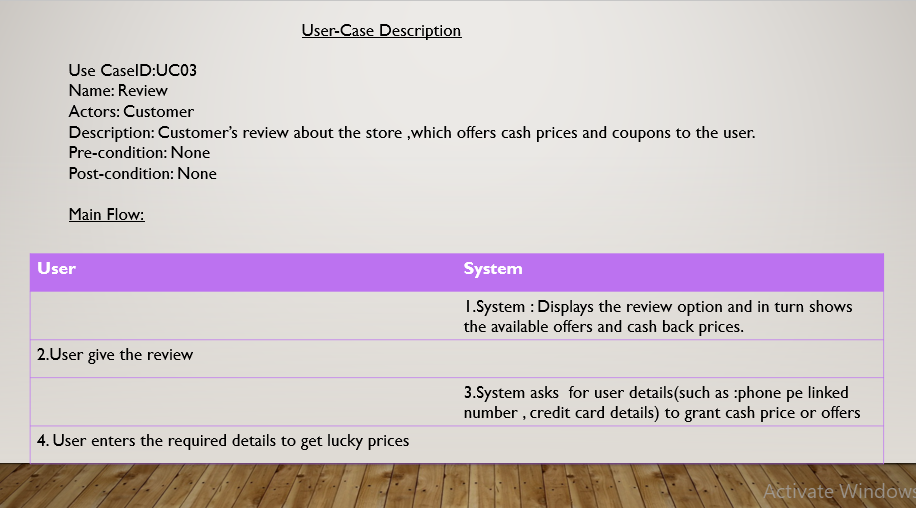 User-Case Description
Use CaseID:UC03
Name: Review
Actors: Customer
Description: Customer's review about the store ,which offers cash prices and coupons to the user.
Pre-condition: None
Post-condition: None
Main Flow:
User
System
1.System : Displays the review option and in turn shows
the available offers and cash back prices.
2.User give the review
3.System asks for user details(such as :phone pe linked
number , credit card details) to grant cash price or offers
4. User enters the required details to get lucky prices
Activate Windows